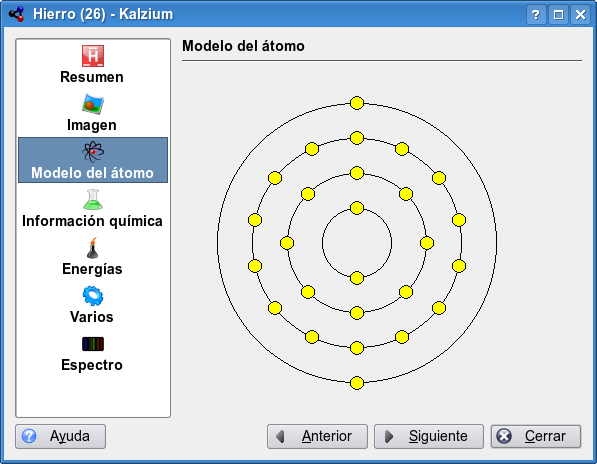 Hierro (26) - Kalzium
Modelo del átomo
H
Resumen
Imagen
Modelo del átomo
Información química
Energías
Varios
Espectro
Ayuda
Anterior
Siguiente
Cerrar